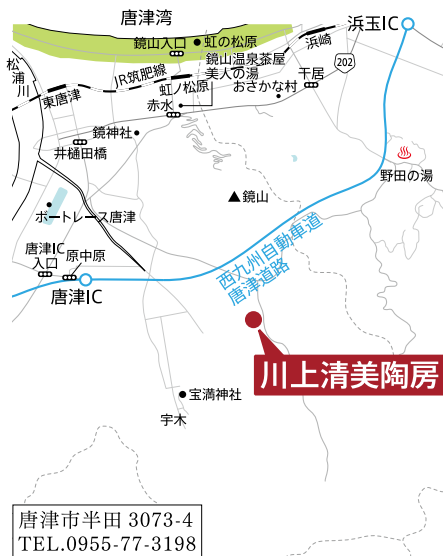 唐津湾
浜玉IC
鏡山入口
虹の松原
浜崎
鏡山温泉茶屋
美人の湯
202
松浦川
JR筑肥線
虹ノ松原
おさかな村
干居
東唐津
赤水
鏡神社
井樋田橋
野田の湯
鏡山
ボートレース唐津
西九州自動車道
唐津道路
唐津IC
入口
原中原
唐津IC
川上清美陶房
宝満神社
宇木
唐津市半田 3073-4
TEL.0955-77-3198